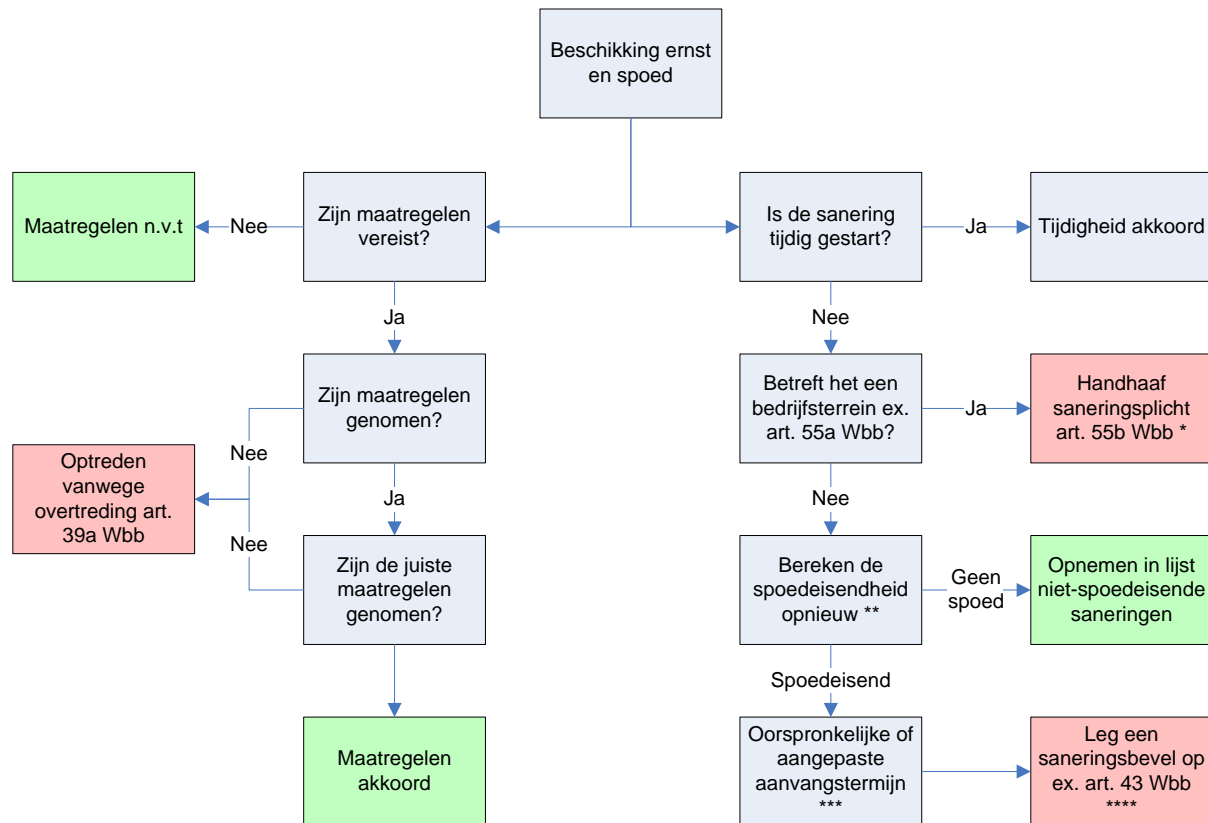 Beschikking ernst
en spoed
Maatregelen n.v.t
Nee
Zijn maatregelen
vereist?
Is de sanering
tijdig gestart?
Ja
Tijdigheid akkoord
Ja
Nee
Zijn maatregelen
genomen?
Betreft het een
bedrijfsterrein ex.
art. 55a Wbb?
Ja
Handhaaf
saneringsplicht
art. 55b Wbb *
Nee
Optreden
vanwege
overtreding art.
39a Wbb
Ja
Nee
Nee
Zijn de juiste
maatregelen
genomen?
Bereken de
spoedeisendheid
opnieuw **
Geen
spoed
Opnemen in lijst
niet-spoedeisende
saneringen
Spoedeisend
Maatregelen
akkoord
Oorspronkelijke of
aangepaste
aanvangstermijn
***
Leg een
saneringsbevel op
ex. art. 43 Wbb
****